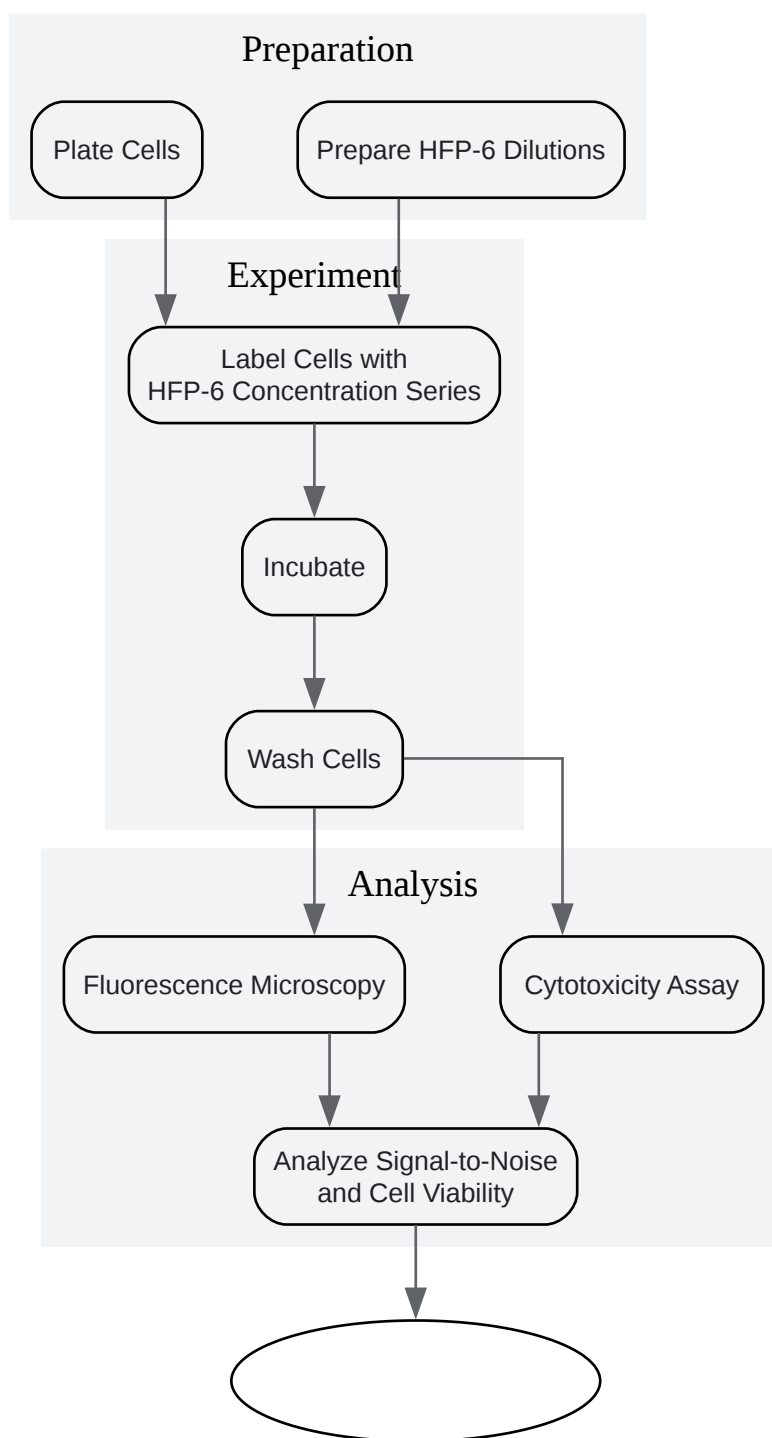 Preparation
Plate Cells
Prepare HFP-6 Dilutions
Experiment
Label Cells with
HFP-6 Concentration Series
Incubate
Wash Cells
Analysis
Fluorescence Microscopy
Cytotoxicity Assay
Analyze Signal-to-Noise
and Cell Viability